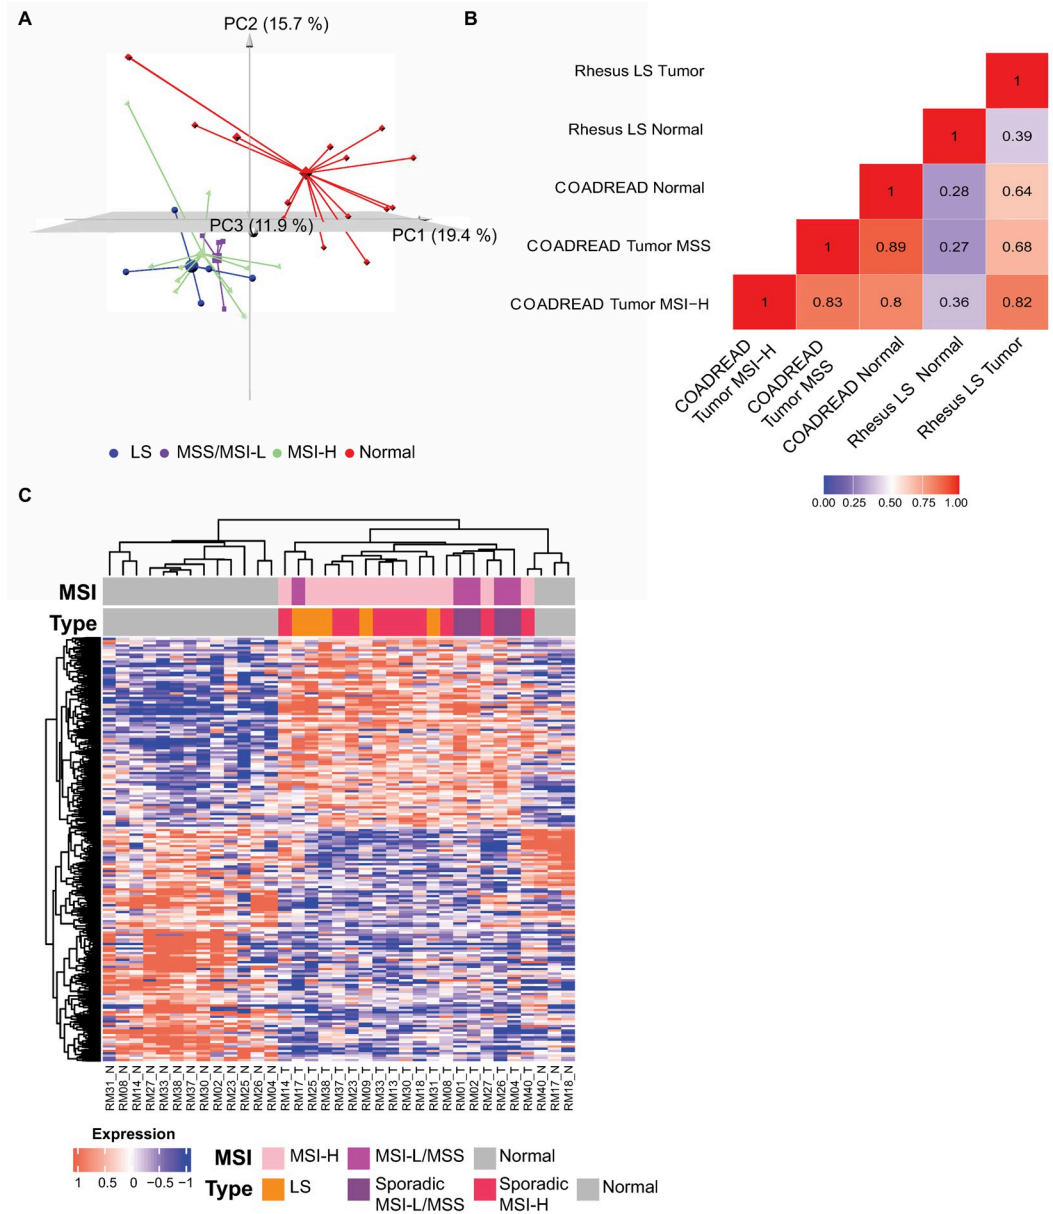 A
PC2 (15.7 %)
PC3 (11.9 %)
PC1 (19.4 %)
LS MSS/MSI-L MSI-H Normal
B
Rhesus LS Tumor
1
Rhesus LS Normal
1 0.39
COADREAD Normal
1 0.28 0.64
COADREAD Tumor MSS
1 0.89 0.27 0.68
COADREAD Tumor MSI−H
1 0.83 0.8 0.36 0.82
COADREAD
Tumor MSI−H
COADREAD
Tumor MSS
COADREAD Normal
Rhesus LS Normal
Rhesus LS Tumor
0.00 0.25 0.50 0.75 1.00
C
MSI
Type
RM31_N
RM08_N
RM14_N
RM27_N
RM33_N
RM38_N
RM37_N
RM30_N
RM02_N
RM23_N
RM25_N
RM26_N
RM04_N
RM14_T
RM17_T
RM25_T
RM38_T
RM37_T
RM23_T
RM09_T
RM33_T
RM13_T
RM30_T
RM18_T
RM31_T
RM08_T
RM01_T
RM02_T
RM27_T
RM26_T
RM04_T
RM40_T
RM40_N
RM17_N
RM18_N
Expression
1 0.5 0 −0.5 −1
MSI MSI-H MSI-L/MSS Normal
Type LS Sporadic MSI-L/MSS Sporadic MSI-H Normal